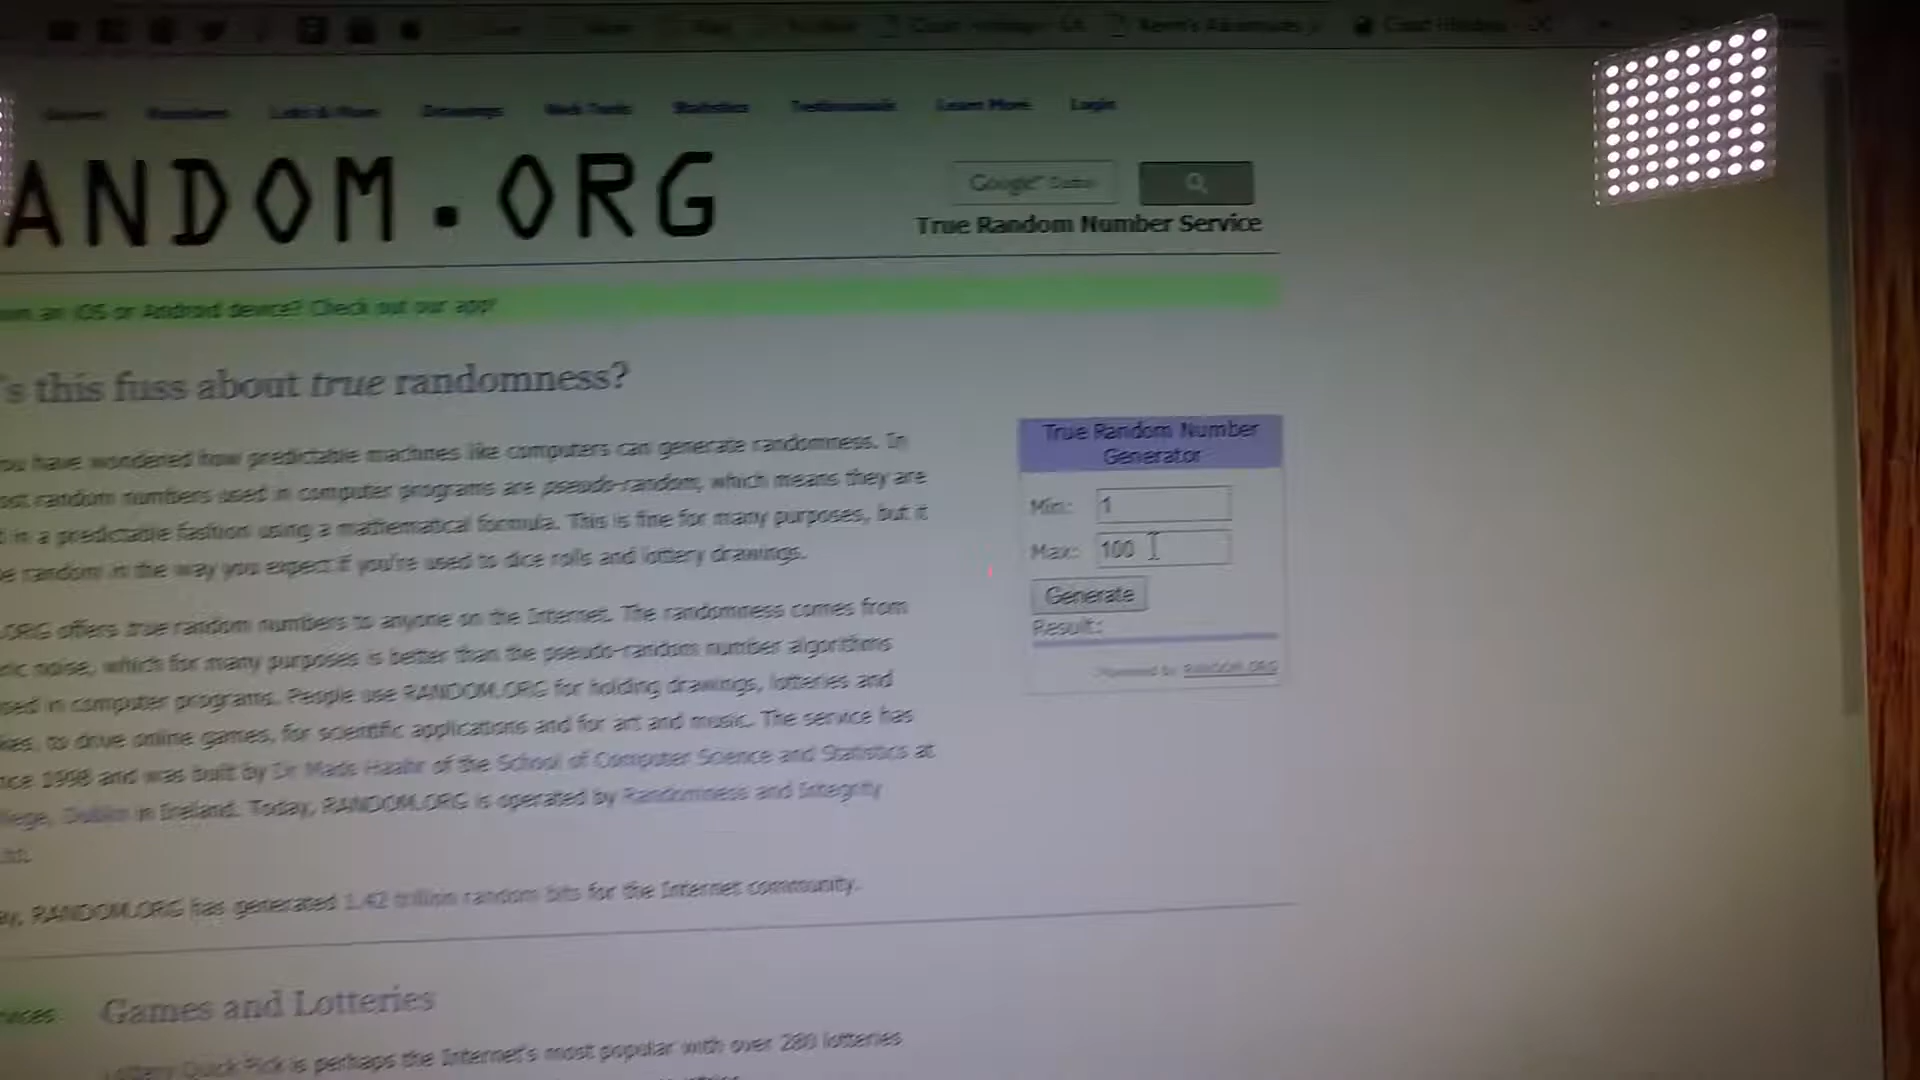 Drawings Web Tools Statistics Testimonials Learn More Login
ANDOM.ORG
Google
True Random Number Service
an iOS or Android device? Check out our app!
's this fuss about true randomness?
ou have wondered how predictable machines like computers can generate randomness. In
ost random numbers used in computer programs are pseudo-random, which means they are
in a predictable fashion using a mathematical formula. This is fine for many purposes, but it
e random in the way you expect if you're used to dice rolls and lottery drawings.
True Random Number
Generator
Min: 1
Max: 100
Generate
Result:
Powered by RANDOM.ORG
.ORG offers true random numbers to anyone on the Internet. The randomness comes from
ric noise, which for many purposes is better than the pseudo-random number algorithms
sed in computer programs. People use RANDOM.ORG for holding drawings, lotteries and
kes, to drive online games, for scientific applications and for art and music. The service has
nce 1998 and was built by Dr Mads Haahr of the School of Computer Science and Statistics at
lege, Dublin in Ireland. Today, RANDOM.ORG is operated by Randomness and Integrity
ay, RANDOM.ORG has generated 1.42 trillion random bits for the Internet community.
Games and Lotteries
Lottery Quick Pick is perhaps the Internet's most popular with over 280 lotteries